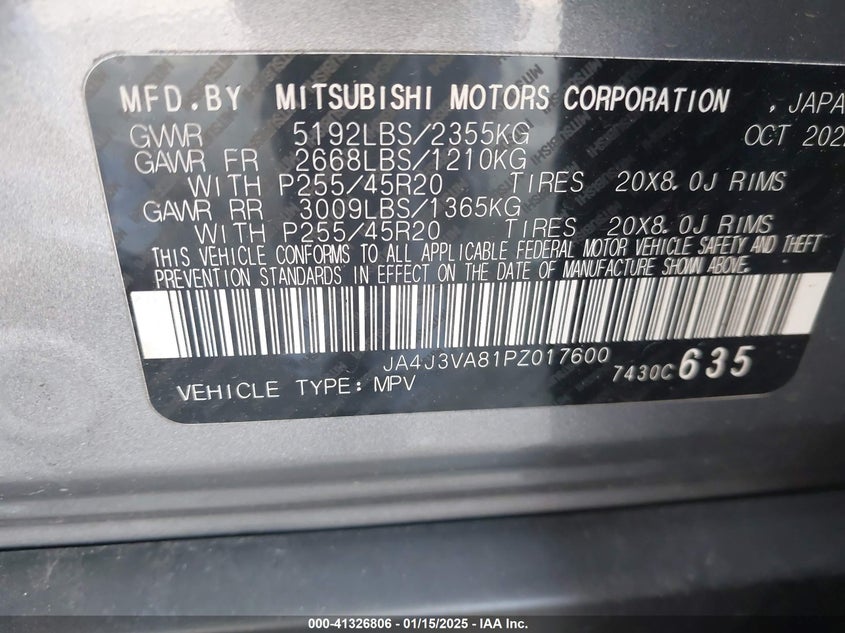 MFD.BY MITSUBISHI MOTORS CORPORATION , JAPA
GVWR 5192LBS/2355KG OCT 202
GAWR FR 2668LBS/1210KG
WITH P255/45R20 TIRES 20X8.0J RIMS
GAWR RR 3009LBS/1365KG
WITH P255/45R20 TIRES 20X8.0J RIMS
THIS VEHICLE CONFORMS TO ALL APPLICABLE FEDERAL MOTOR VEHICLE SAFETY AND THEFT
PREVENTION STANDARDS IN EFFECT ON THE DATE OF MANUFACTURE SHOWN ABOVE.
JA4J3VA81PZ017600
VEHICLE TYPE: MPV 7430C 635
000-41326806 - 01/15/2025 - IAA Inc.